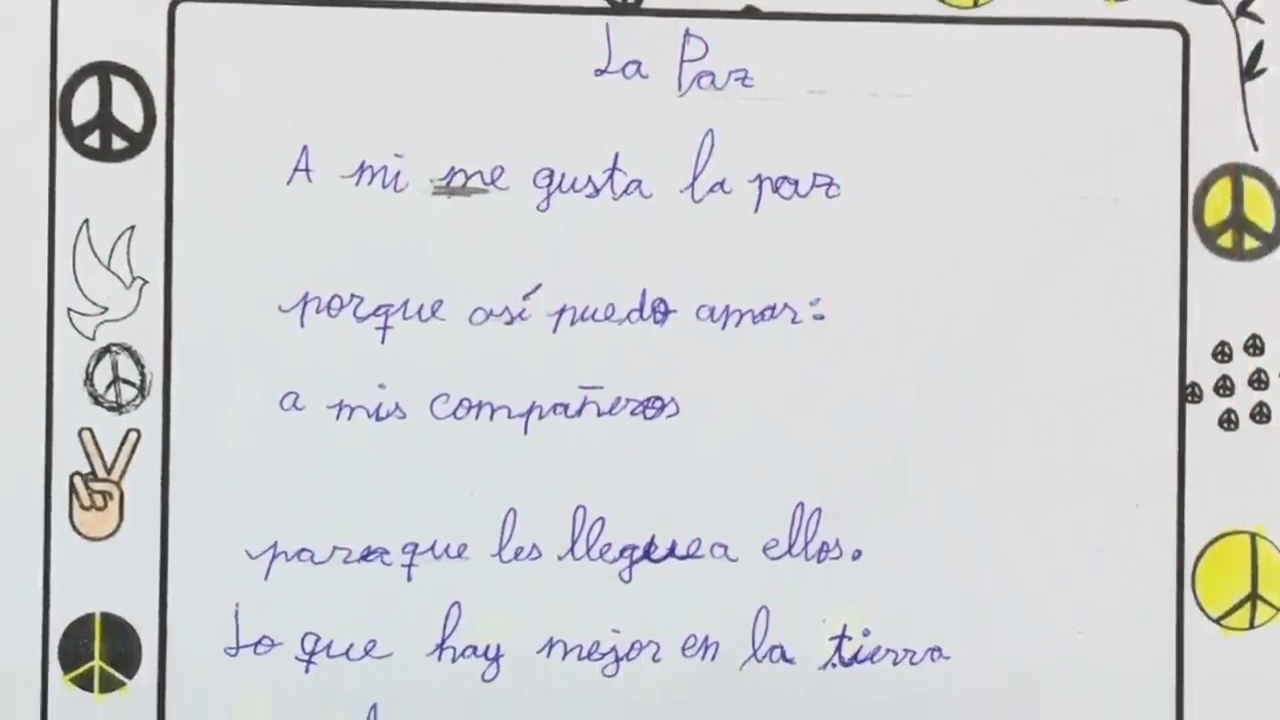 La Paz
A mi me gusta la paz
porque así puedo amar:
a mis compañeros
para que les llegue a ellos.
Lo que hay mejor en la tierra